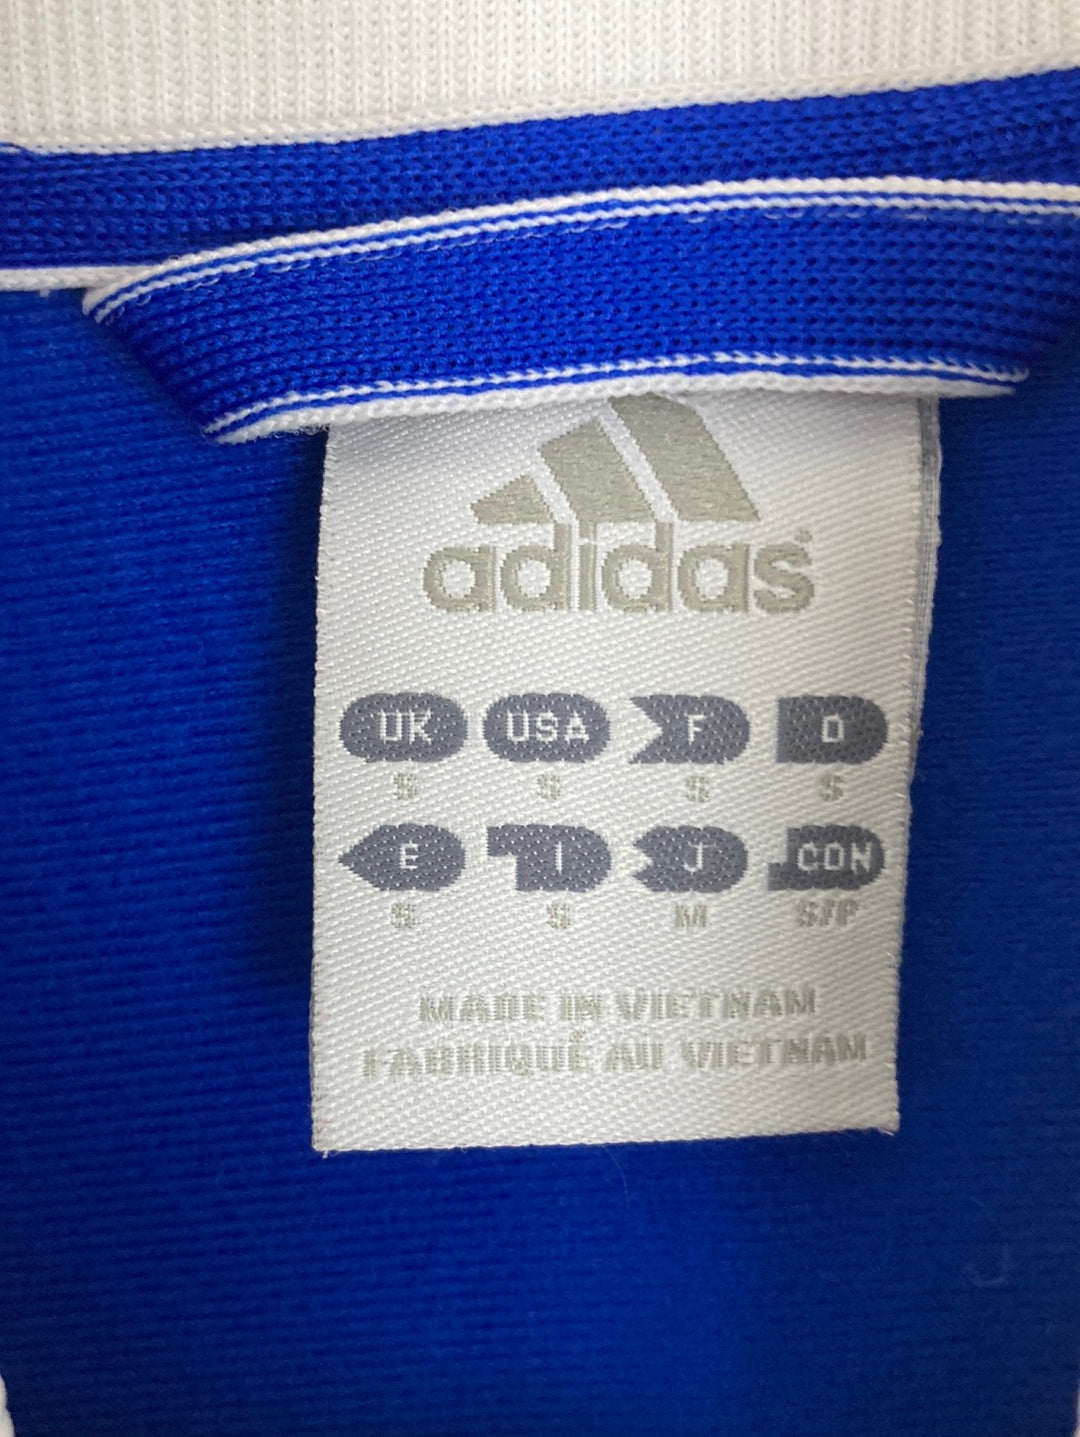 adidas
UK USA F D
S S S S
E I J CON
S S M S/P
MADE IN VIETNAM
FABRIQUÉ AU VIETNAM